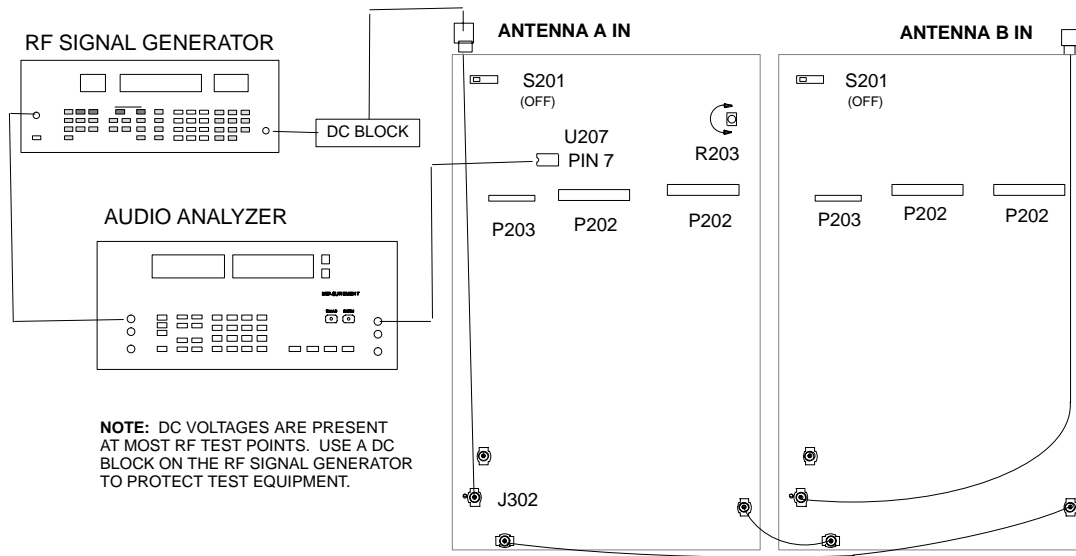 ANTENNA A IN
ANTENNA B IN
RF SIGNAL GENERATOR
S201
(OFF)
S201
(OFF)
DC BLOCK
U207
PIN 7
R203
AUDIO ANALYZER
P203
P202
P202
P203
P202
P202
MEASUREMENT
NOTE: DC VOLTAGES ARE PRESENT
AT MOST RF TEST POINTS. USE A DC
BLOCK ON THE RF SIGNAL GENERATOR
TO PROTECT TEST EQUIPMENT.
J302